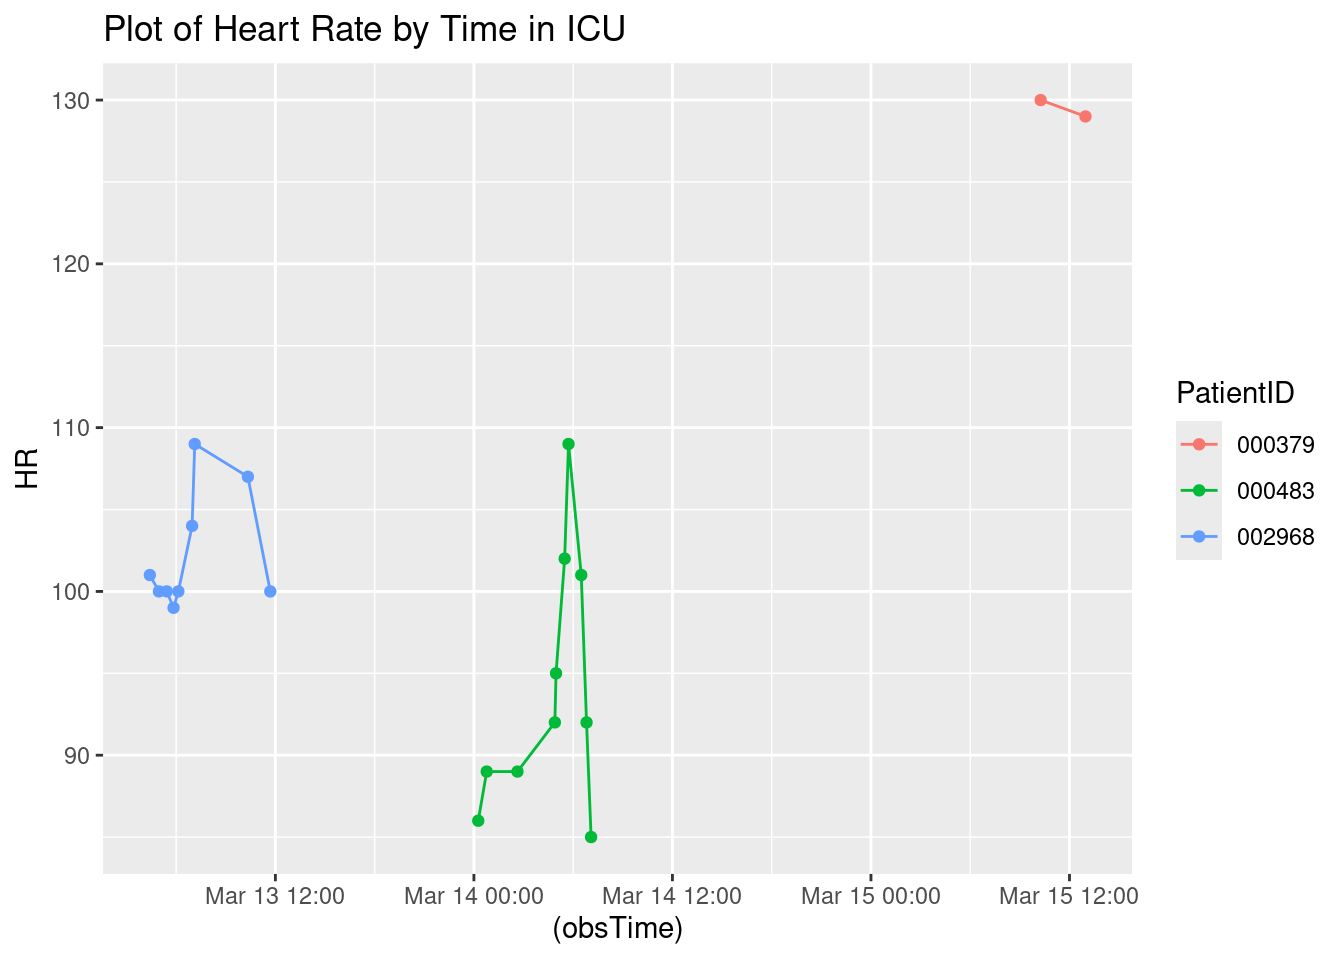 Plot of Heart Rate by Time in ICU
130
120
110
100
90
HR
Mar 13 12:00 Mar 14 00:00 Mar 14 12:00 Mar 15 00:00 Mar 15 12:00
(obsTime)
PatientID
000379
000483
002968